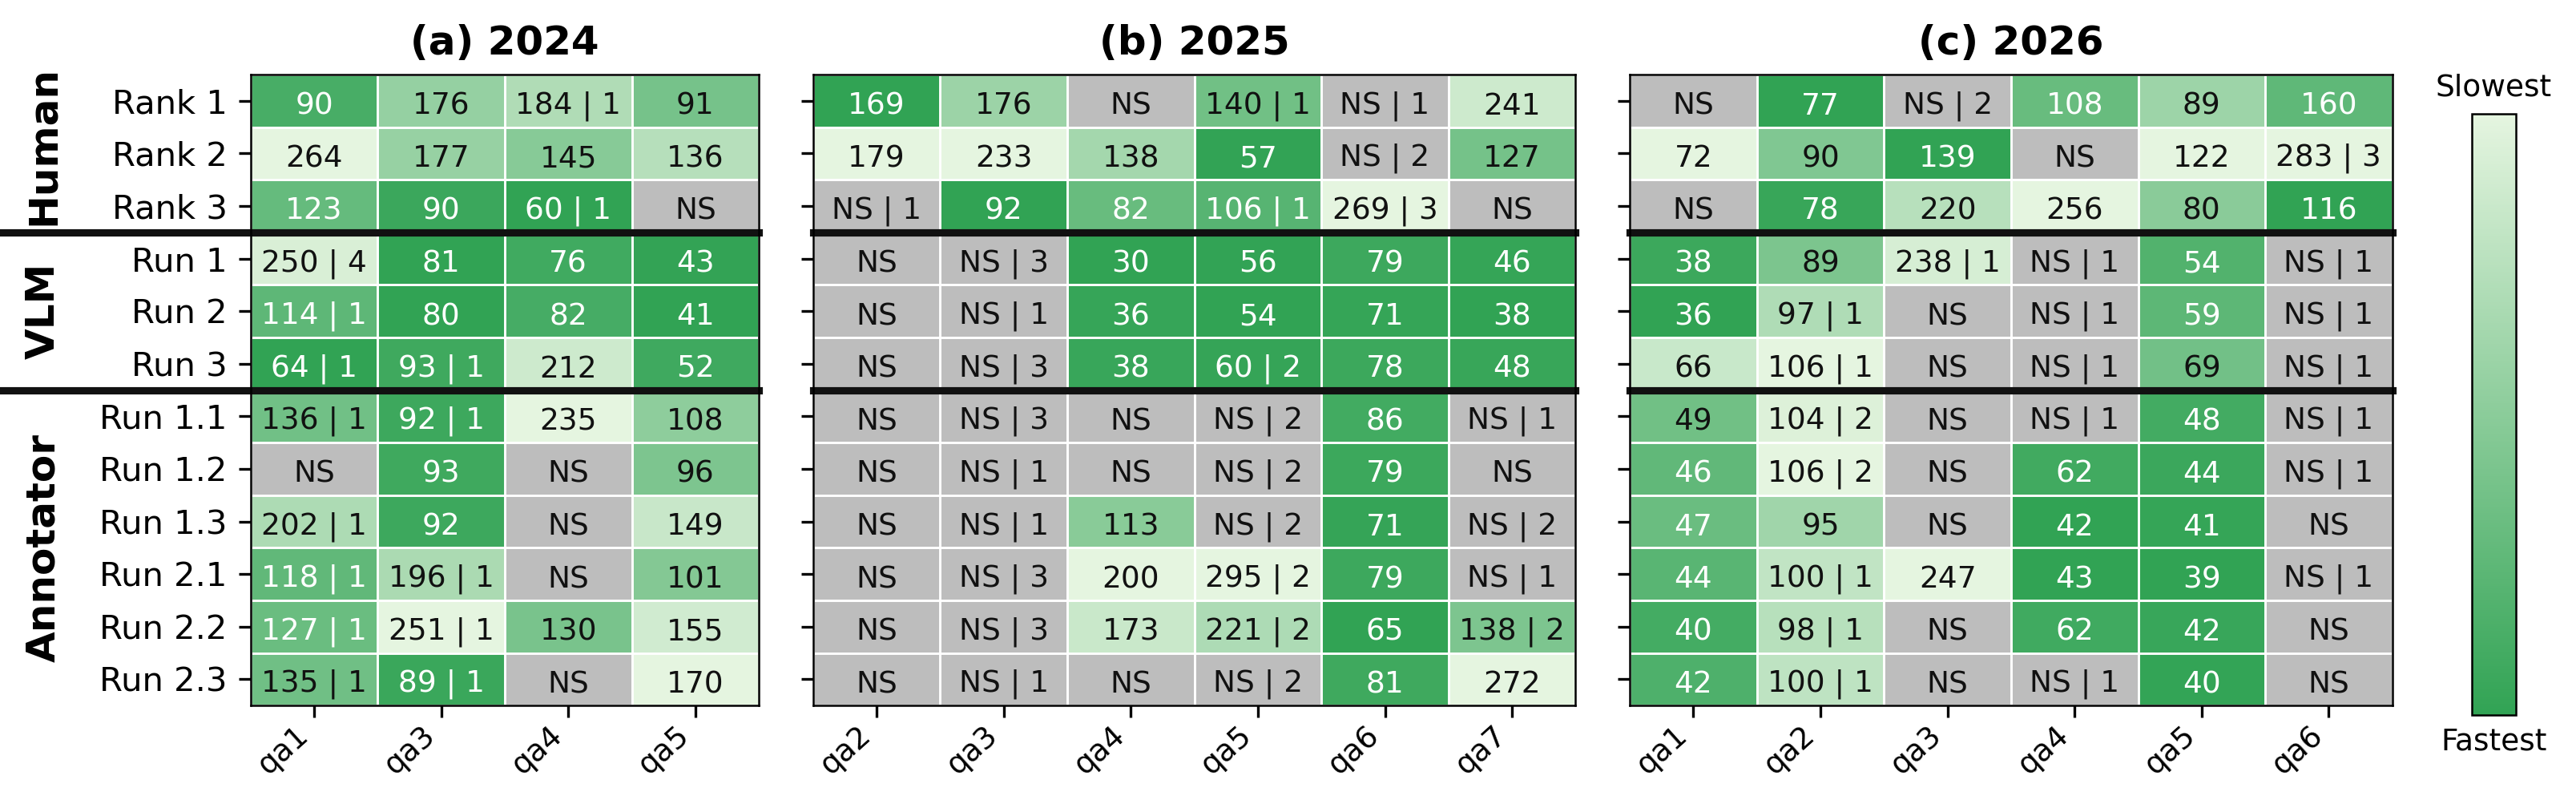 (a) 2024 (b) 2025 (c) 2026
Human
Rank 1 90 176 184 | 1 91 169 176 NS 140 | 1 NS | 1 241 NS 77 NS | 2 108 89 160
Rank 2 264 177 145 136 179 233 138 57 NS | 2 127 72 90 139 NS 122 283 | 3
Rank 3 123 90 60 | 1 NS NS | 1 92 82 106 | 1 269 | 3 NS NS 78 220 256 80 116
VLM
Run 1 250 | 4 81 76 43 NS NS | 3 30 56 79 46 38 89 238 | 1 NS | 1 54 NS | 1
Run 2 114 | 1 80 82 41 NS NS | 1 36 54 71 38 36 97 | 1 NS NS | 1 59 NS | 1
Run 3 64 | 1 93 | 1 212 52 NS NS | 3 38 60 | 2 78 48 66 106 | 1 NS NS | 1 69 NS | 1
Annotator
Run 1.1 136 | 1 92 | 1 235 108 NS NS | 3 NS NS | 2 86 NS | 1 49 104 | 2 NS NS | 1 48 NS | 1
Run 1.2 NS 93 NS 96 NS NS | 1 NS NS | 2 79 NS 46 106 | 2 NS 62 44 NS | 1
Run 1.3 202 | 1 92 NS 149 NS NS | 1 113 NS | 2 71 NS | 2 47 95 NS 42 41 NS
Run 2.1 118 | 1 196 | 1 NS 101 NS NS | 3 200 295 | 2 79 NS | 1 44 100 | 1 247 43 39 NS | 1
Run 2.2 127 | 1 251 | 1 130 155 NS NS | 3 173 221 | 2 65 138 | 2 40 98 | 1 NS 62 42 NS
Run 2.3 135 | 1 89 | 1 NS 170 NS NS | 1 NS NS | 2 81 272 42 100 | 1 NS NS | 1 40 NS
qa1 qa3 qa4 qa5 qa2 qa3 qa4 qa5 qa6 qa7 qa1 qa2 qa3 qa4 qa5 qa6
Slowest
Fastest